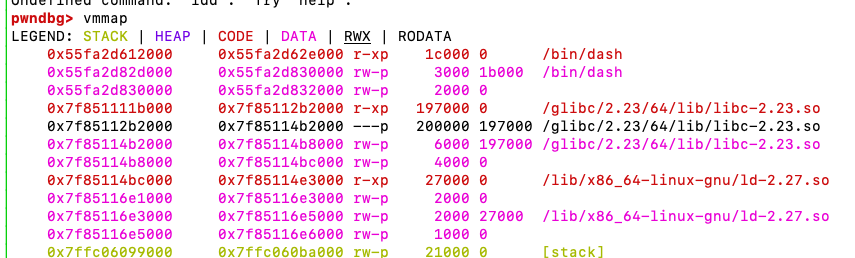 Undefined command: "ldd". Try "help".
pwndbg> vmmap
LEGEND: STACK | HEAP | CODE | DATA | RWX | RODATA
0x55fa2d612000 0x55fa2d62e000 r-xp 1c000 0 /bin/dash
0x55fa2d82d000 0x55fa2d830000 rw-p 3000 1b000 /bin/dash
0x55fa2d830000 0x55fa2d832000 rw-p 2000 0
0x7f851111b000 0x7f85112b2000 r-xp 197000 0 /glibc/2.23/64/lib/libc-2.23.so
0x7f85112b2000 0x7f85114b2000 ---p 200000 197000 /glibc/2.23/64/lib/libc-2.23.so
0x7f85114b2000 0x7f85114b8000 rw-p 6000 197000 /glibc/2.23/64/lib/libc-2.23.so
0x7f85114b8000 0x7f85114bc000 rw-p 4000 0
0x7f85114bc000 0x7f85114e3000 r-xp 27000 0 /lib/x86_64-linux-gnu/ld-2.27.so
0x7f85116e1000 0x7f85116e3000 rw-p 2000 0
0x7f85116e3000 0x7f85116e5000 rw-p 2000 27000 /lib/x86_64-linux-gnu/ld-2.27.so
0x7f85116e5000 0x7f85116e6000 rw-p 1000 0
0x7ffc06099000 0x7ffc060ba000 rw-p 21000 0 [stack]